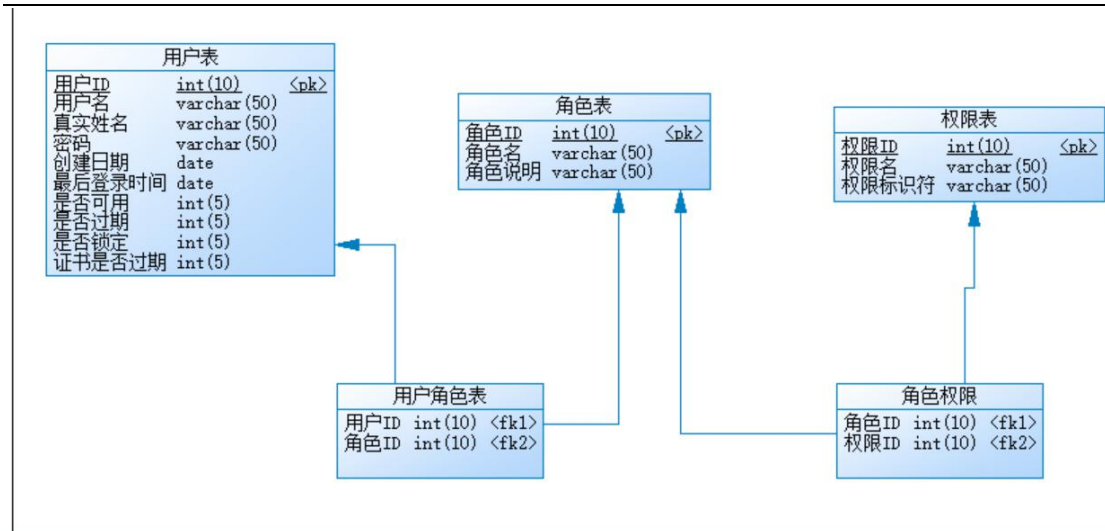 用户表
用户ID int(10) <pk>
用户名 varchar(50)
真实姓名 varchar(50)
密码 varchar(50)
创建日期 date
最后登录时间 date
是否可用 int(5)
是否过期 int(5)
是否锁定 int(5)
证书是否过期 int(5)
角色表
角色ID int(10) <pk>
角色名 varchar(50)
角色说明 varchar(50)
权限表
权限ID int(10) <pk>
权限名 varchar(50)
权限标识符 varchar(50)
用户角色表
用户ID int(10) <fk1>
角色ID int(10) <fk2>
角色权限
角色ID int(10) <fk1>
权限ID int(10) <fk2>